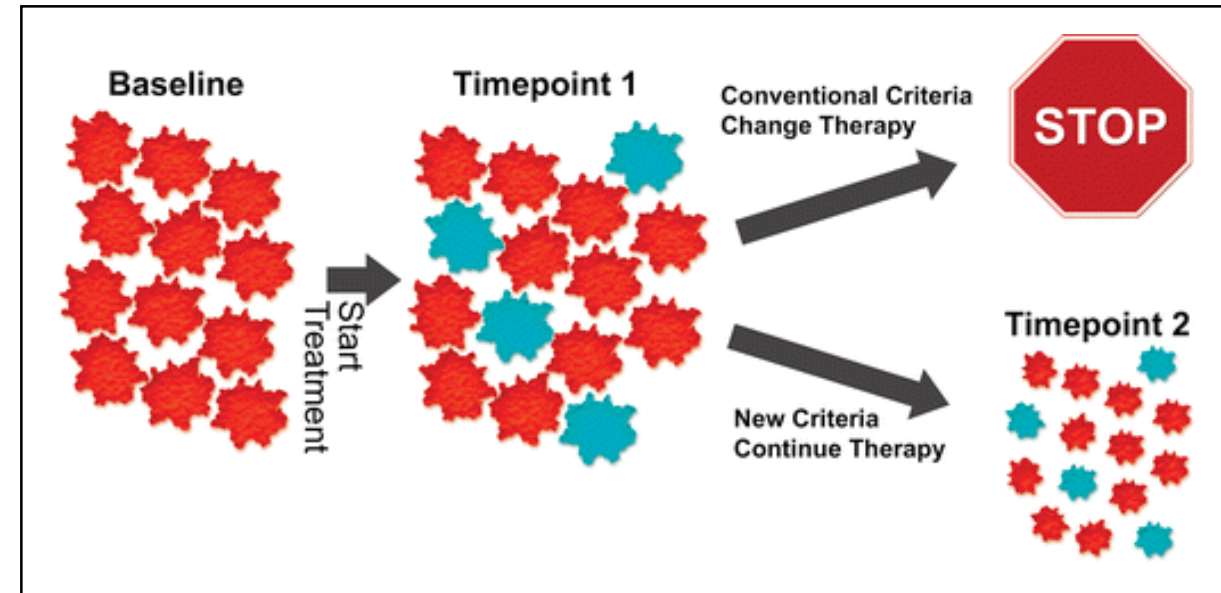 Baseline
Start
Treatment
Timepoint 1
Conventional Criteria
Change Therapy
STOP
New Criteria
Continue Therapy
Timepoint 2